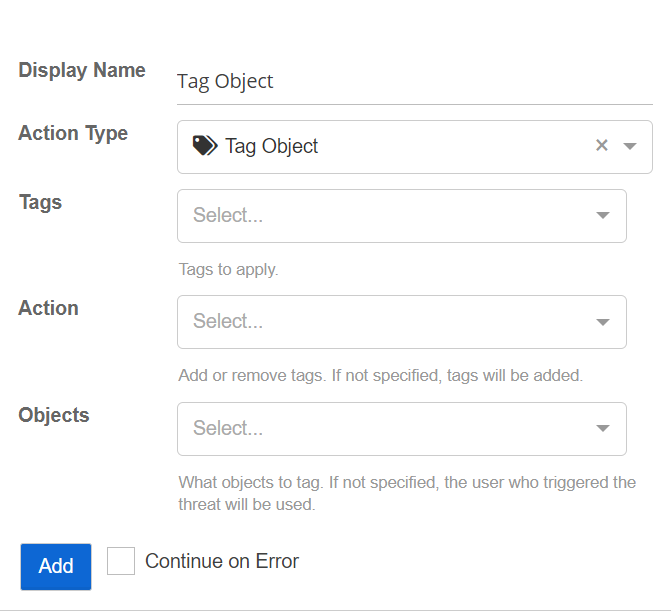 Display Name
Tag Object
Action Type
Tag Object
Tags
Select...
Tags to apply.
Action
Select...
Add or remove tags. If not specified, tags will be added.
Objects
Select...
What objects to tag. If not specified, the user who triggered the
threat will be used.
Add
Continue on Error